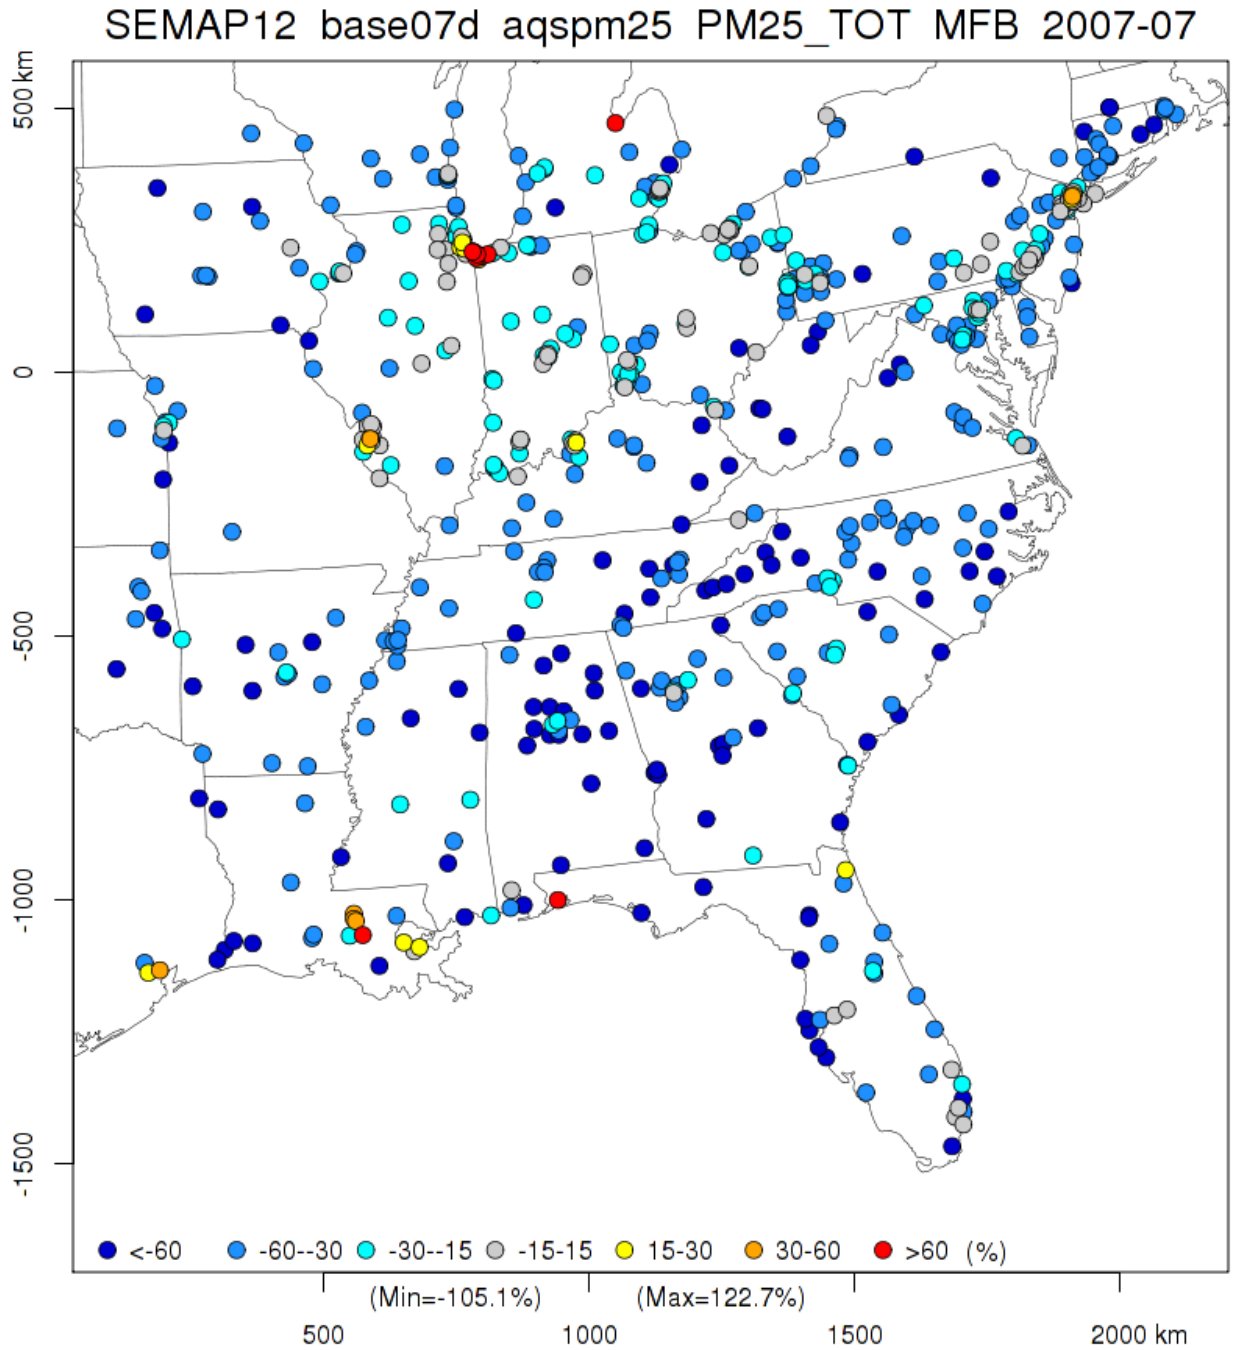 SEMAP12 base07d aqspm25 PM25_TOT MFB 2007-07
500 km
0
-500
-1000
-1500
<-60 -60--30 -30--15 -15-15 15-30 30-60 >60 (%)
(Min=-105.1%) (Max=122.7%)
500 1000 1500 2000 km